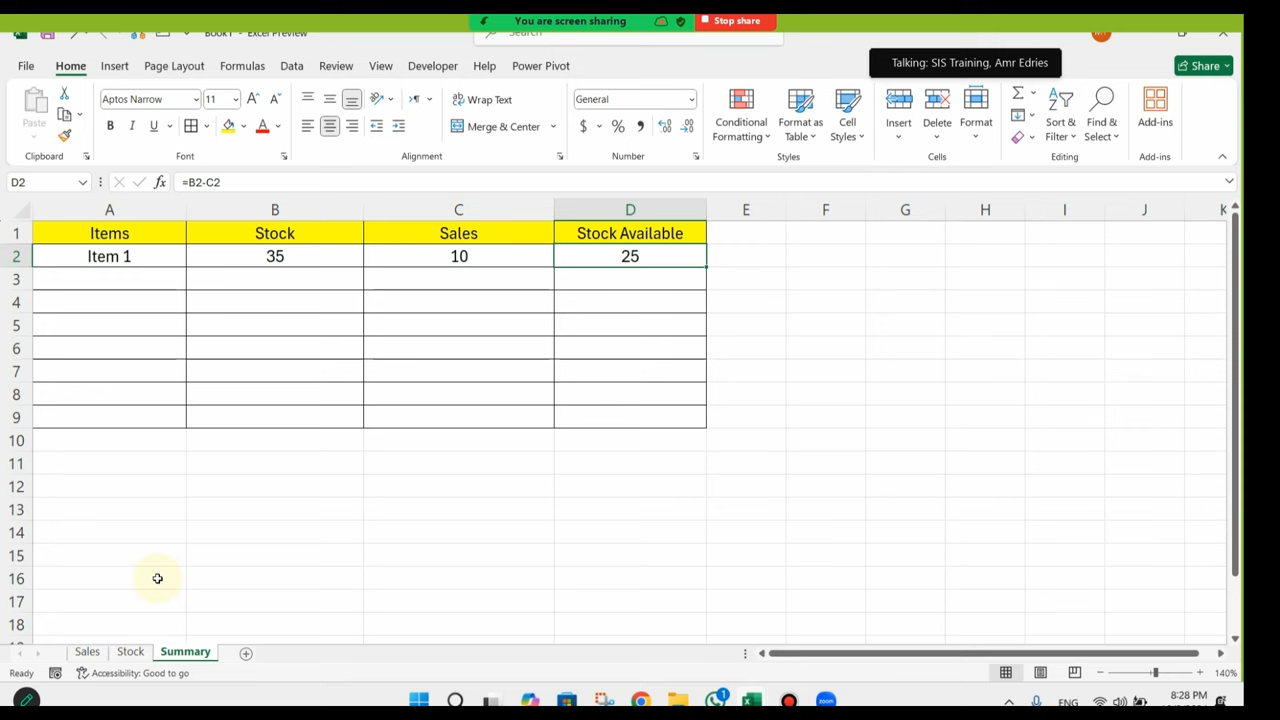 You are screen sharing
Stop share
Book1 - Excel Preview
Search
Talking: SIS Training, Amr Edries
File Home Insert Page Layout Formulas Data Review View Developer Help Power Pivot
Share
Paste
Aptos Narrow 11
Wrap Text
Merge & Center
General
Conditional Formatting
Format as Table
Cell Styles
Insert
Delete
Format
Sort & Filter
Find & Select
Add-ins
Clipboard Font Alignment Number Styles Cells Editing Add-ins
D2 fx =B2-C2
A B C D E F G H I J K
1 Items Stock Sales Stock Available
2 Item 1 35 10 25
3
4
5
6
7
8
9
10
11
12
13
14
15
16
17
18
Sales Stock Summary
Ready Accessibility: Good to go 140%
1
ENG
8:28 PM